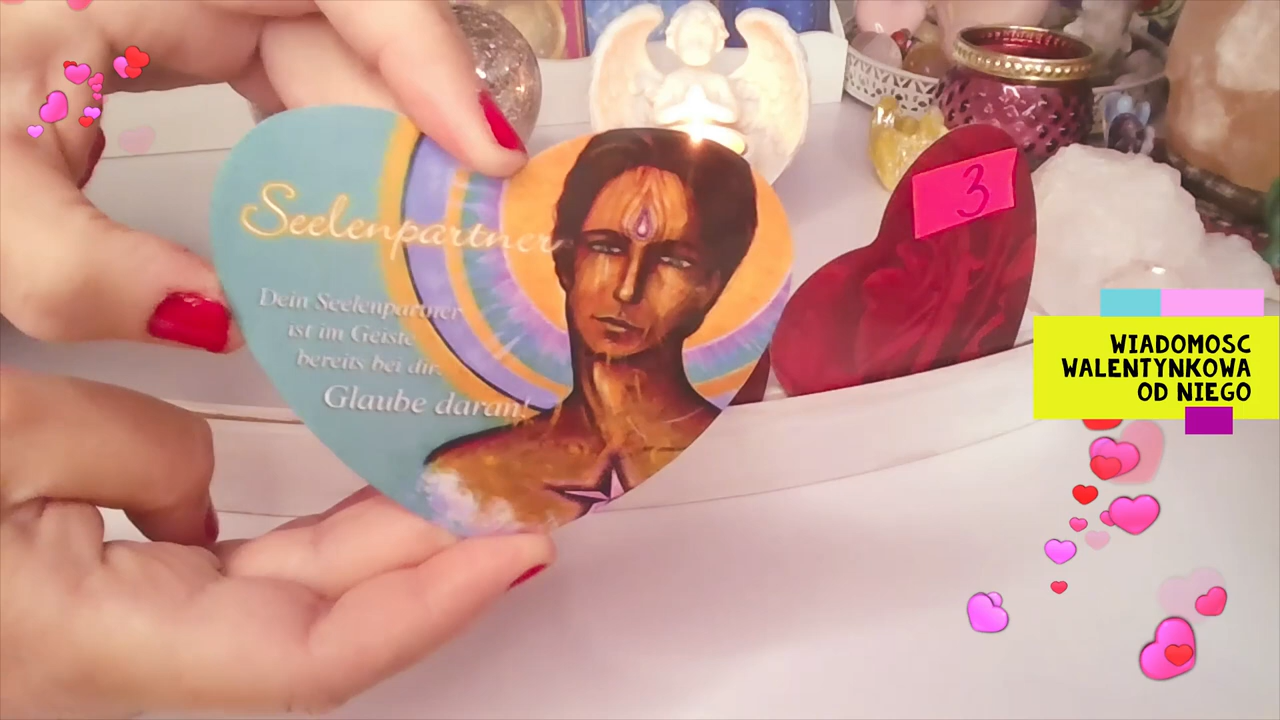 Seelenpartner
Dein Seelenpartner
ist im Geiste
bereits bei dir.
Glaube daran!
3
WIADOMOSC
WALENTYNKOWA
OD NIEGO